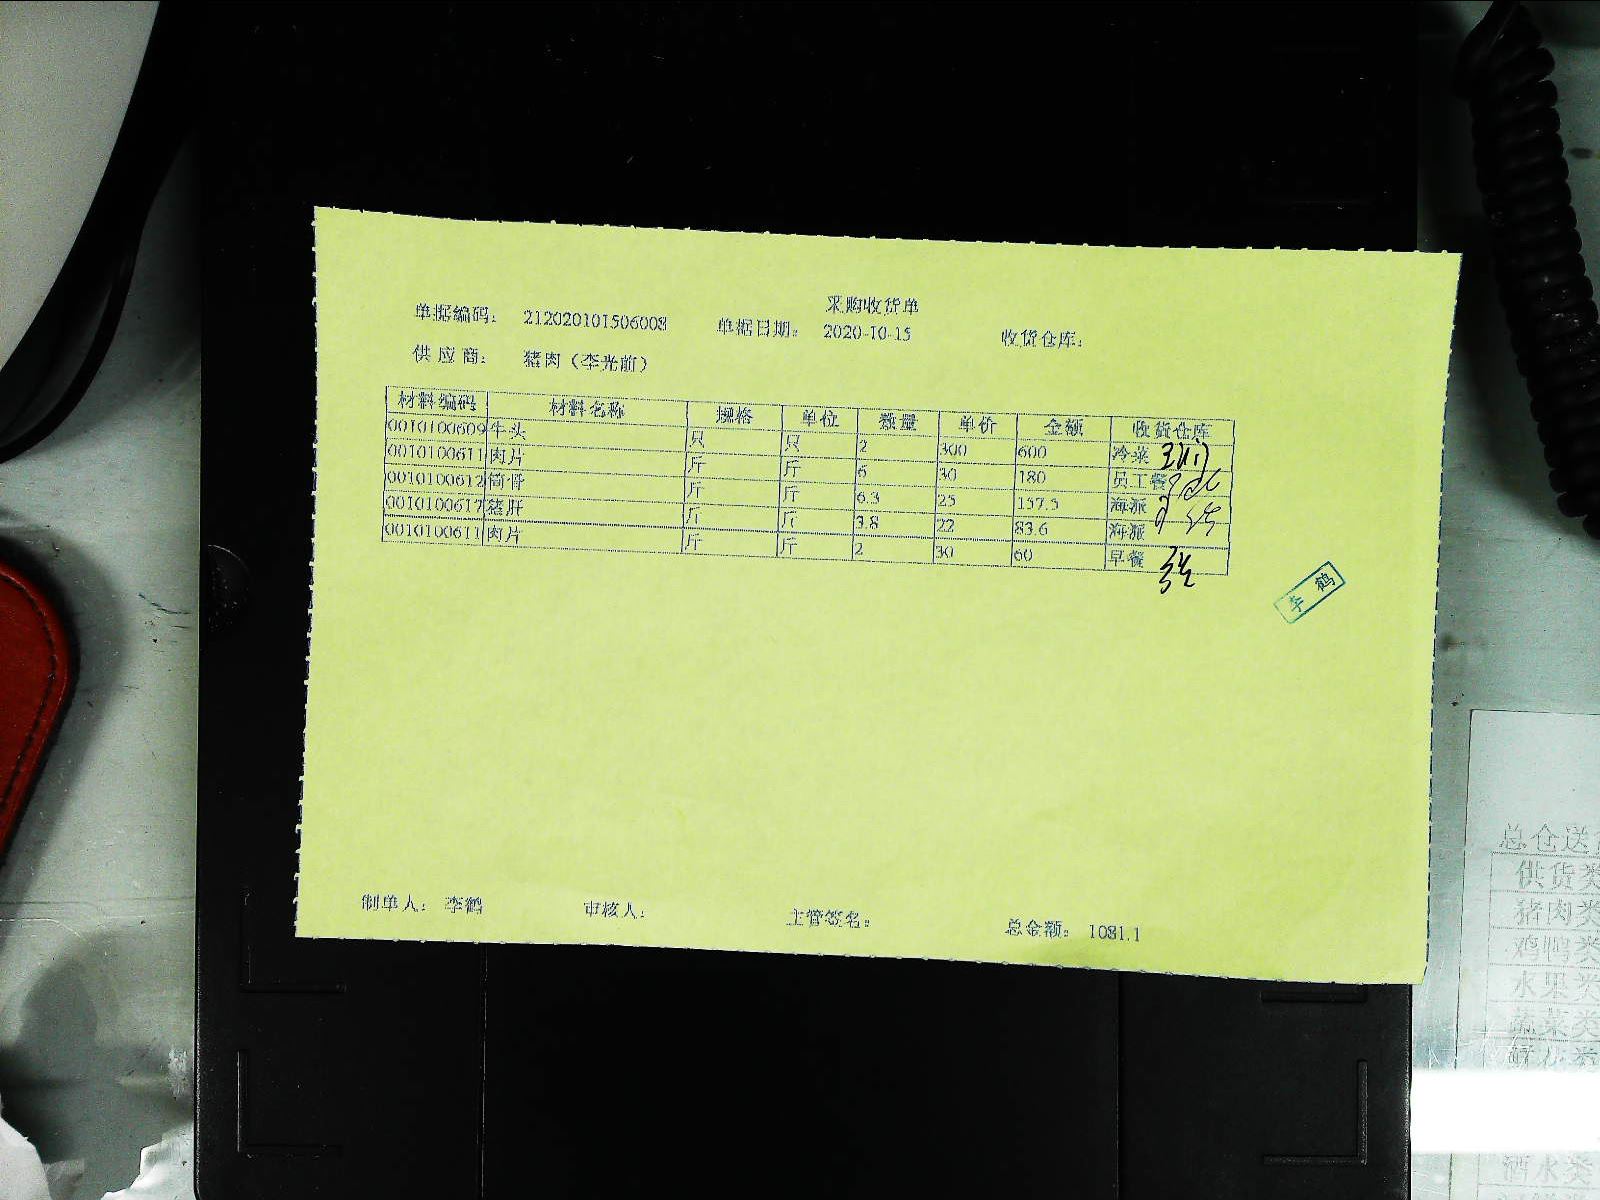 采购收货单
单据编码: 212020101506008 单据日期: 2020-10-15 收货仓库:
供应商: 猪肉（李光前）
材料编码 材料名称 规格 单位 数量 单价 金额 收货仓库
0010100609 牛头 只 只 2 300 600 冷菜
0010100611 肉片 斤 斤 6 30 180 员工餐
0010100612 筒骨 斤 斤 6.3 25 157.5 海派
0010100617 猪肝 斤 斤 3.8 22 83.6 海派
0010100611 肉片 斤 斤 2 30 60 早餐
李鹤
制单人: 李鹤 审核人: 主管签名: 总金额: 1081.1
总仓送
供货类
猪肉类
鸡鸭类
水果类
蔬菜类
酒水类